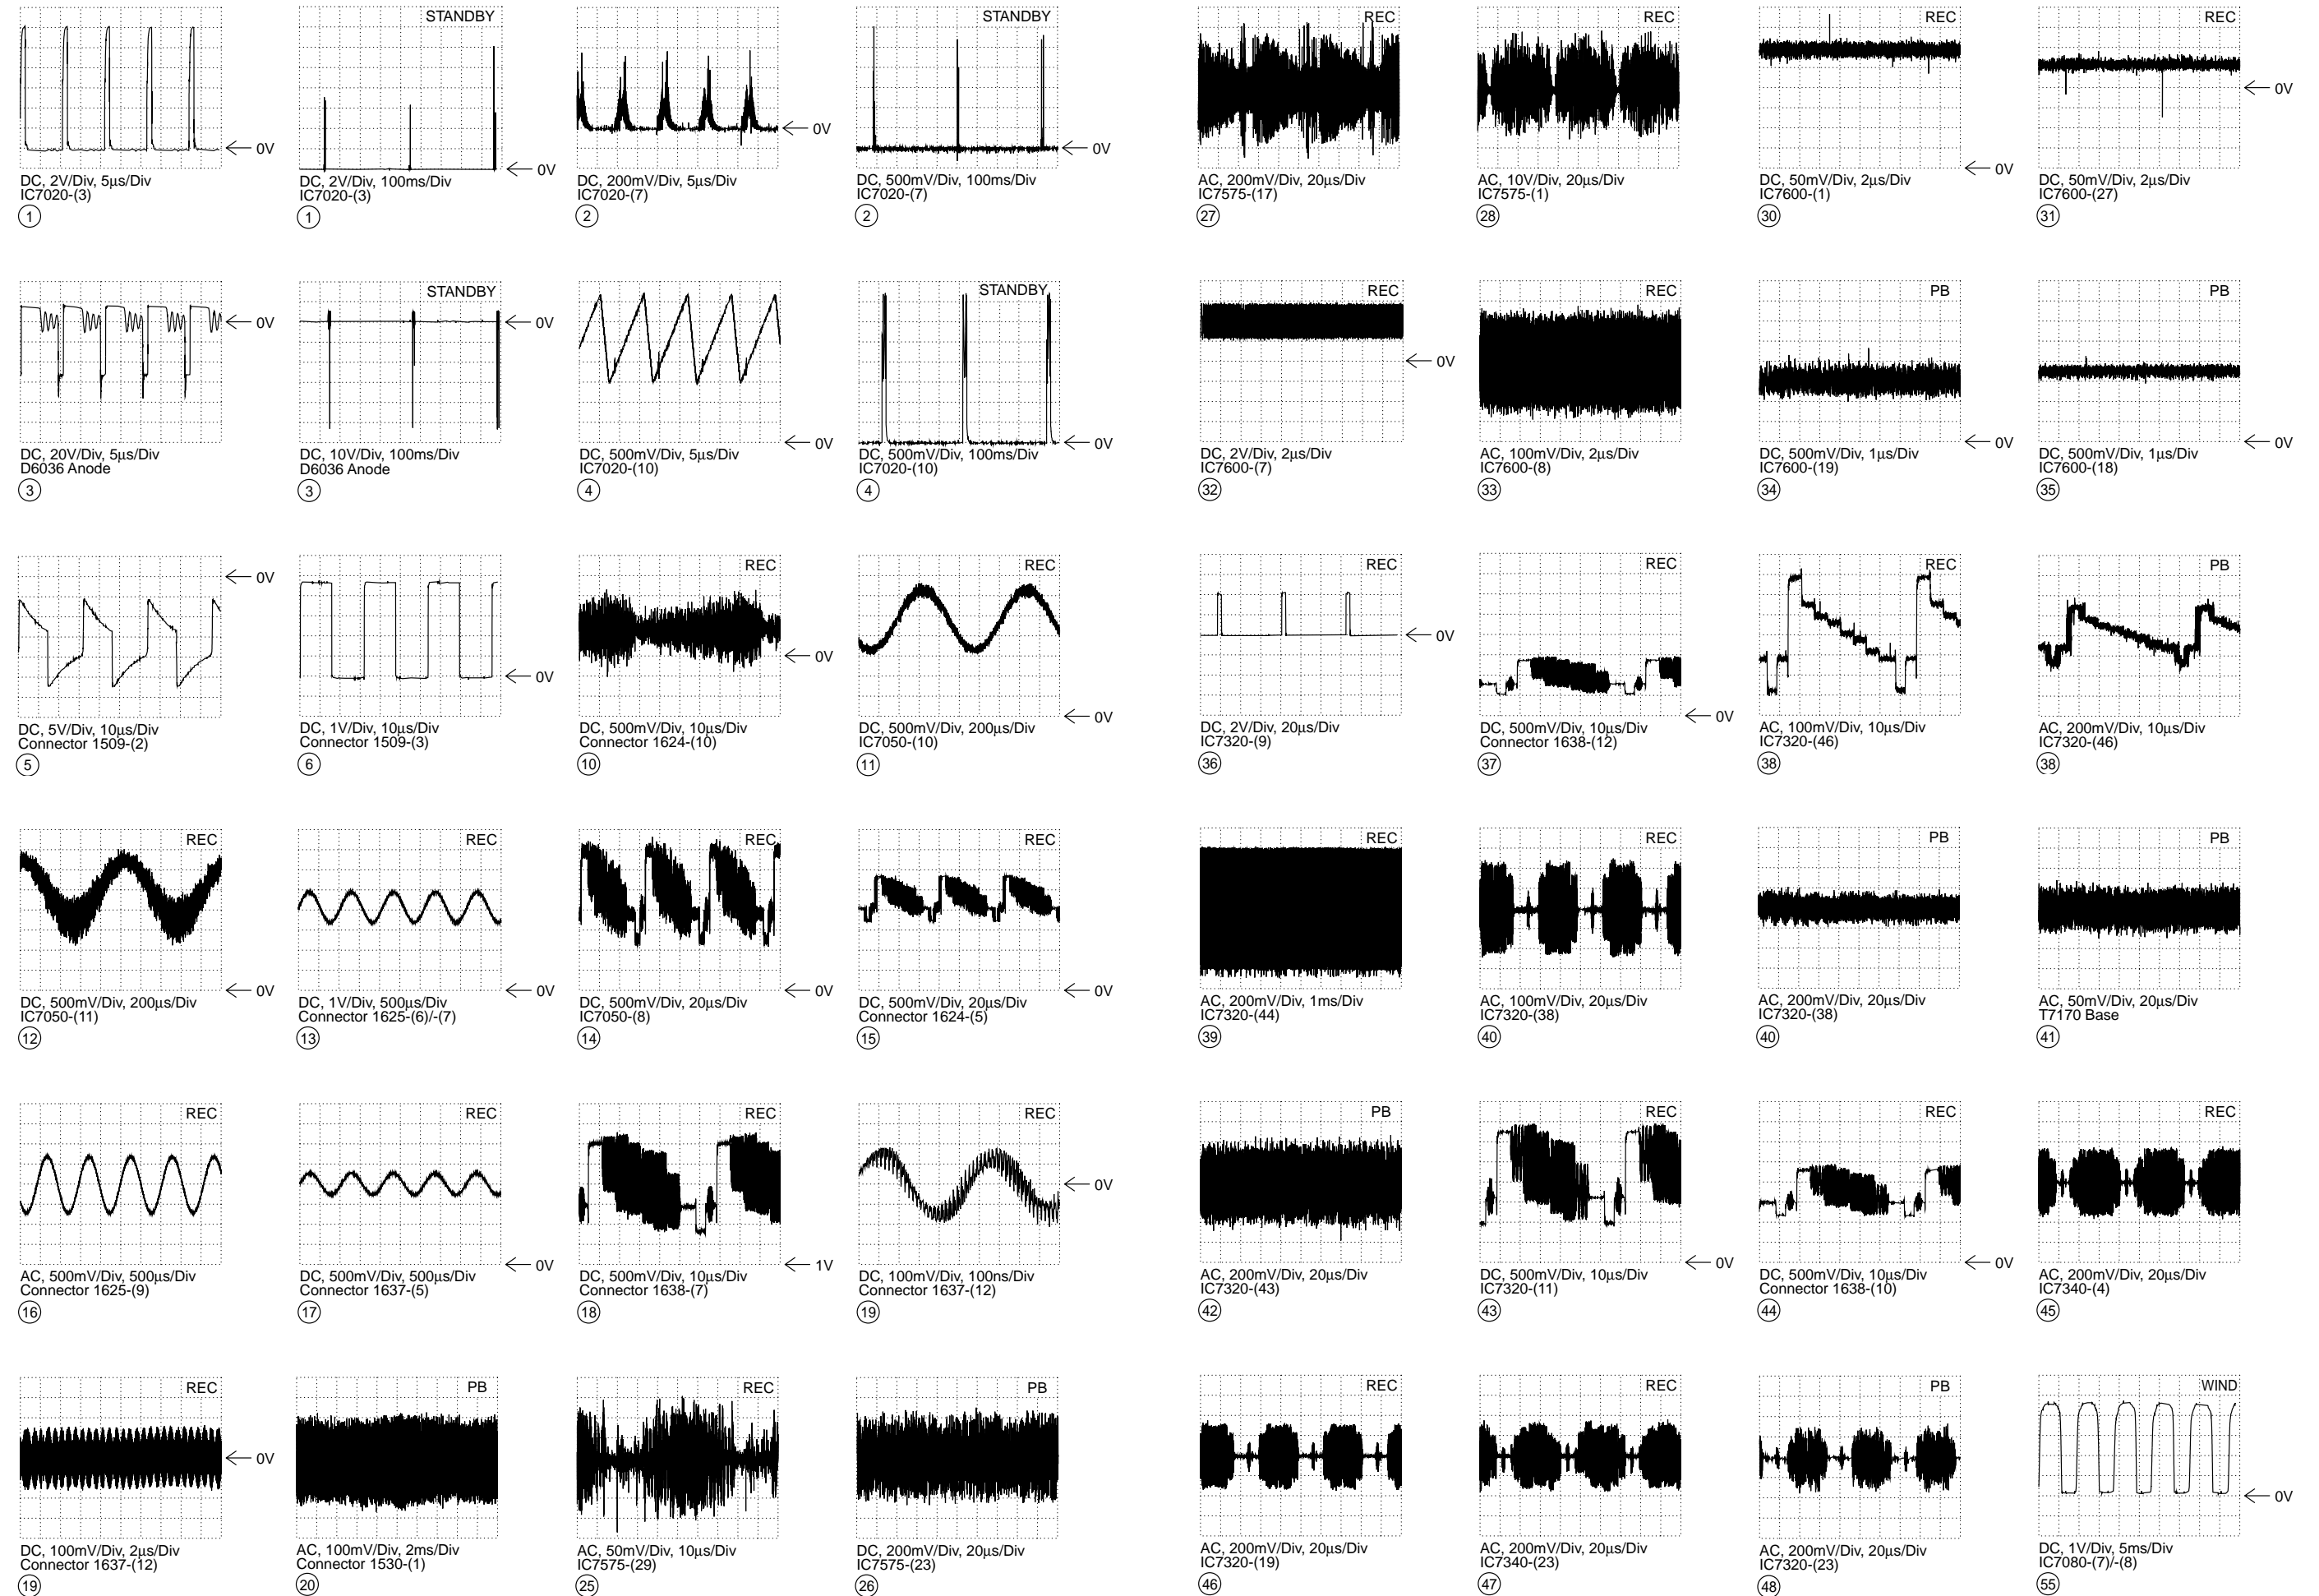 STANDBY
STANDBY
REC
REC
REC
REC
0V
0V
0V
0V
0V
0V
DC, 2V/Div, 5µs/Div
IC7020-(3)
1
DC, 2V/Div, 100ms/Div
IC7020-(3)
1
DC, 200mV/Div, 5µs/Div
IC7020-(7)
2
DC, 500mV/Div, 100ms/Div
IC7020-(7)
2
AC, 200mV/Div, 20µs/Div
IC7575-(17)
27
AC, 10V/Div, 20µs/Div
IC7575-(1)
28
DC, 50mV/Div, 2µs/Div
IC7600-(1)
30
DC, 50mV/Div, 2µs/Div
IC7600-(27)
31
STANDBY
STANDBY
REC
REC
PB
PB
0V
0V
0V
0V
0V
0V
0V
DC, 20V/Div, 5µs/Div
D6036 Anode
3
DC, 10V/Div, 100ms/Div
D6036 Anode
3
DC, 500mV/Div, 5µs/Div
IC7020-(10)
4
DC, 500mV/Div, 100ms/Div
IC7020-(10)
4
DC, 2V/Div, 2µs/Div
IC7600-(7)
32
AC, 100mV/Div, 2µs/Div
IC7600-(8)
33
DC, 500mV/Div, 1µs/Div
IC7600-(19)
34
DC, 500mV/Div, 1µs/Div
IC7600-(18)
35
REC
REC
REC
REC
REC
PB
0V
0V
0V
0V
0V
0V
DC, 5V/Div, 10µs/Div
Connector 1509-(2)
5
DC, 1V/Div, 10µs/Div
Connector 1509-(3)
6
DC, 500mV/Div, 10µs/Div
Connector 1624-(10)
10
DC, 500mV/Div, 200µs/Div
IC7050-(10)
11
DC, 2V/Div, 20µs/Div
IC7320-(9)
36
DC, 500mV/Div, 10µs/Div
Connector 1638-(12)
37
AC, 100mV/Div, 10µs/Div
IC7320-(46)
38
AC, 200mV/Div, 10µs/Div
IC7320-(46)
38
REC
REC
REC
REC
REC
REC
PB
PB
0V
0V
0V
0V
DC, 500mV/Div, 200µs/Div
IC7050-(11)
12
DC, 1V/Div, 500µs/Div
Connector 1625-(6)/-(7)
13
DC, 500mV/Div, 20µs/Div
IC7050-(8)
14
DC, 500mV/Div, 20µs/Div
Connector 1624-(5)
15
AC, 200mV/Div, 1ms/Div
IC7320-(44)
39
AC, 100mV/Div, 20µs/Div
IC7320-(38)
40
AC, 200mV/Div, 20µs/Div
IC7320-(38)
40
AC, 50mV/Div, 20µs/Div
T7170 Base
41
REC
REC
REC
REC
PB
REC
REC
REC
0V
1V
0V
0V
0V
AC, 500mV/Div, 500µs/Div
Connector 1625-(9)
16
DC, 500mV/Div, 500µs/Div
Connector 1637-(5)
17
DC, 500mV/Div, 10µs/Div
Connector 1638-(7)
18
DC, 100mV/Div, 100ns/Div
Connector 1637-(12)
19
AC, 200mV/Div, 20µs/Div
IC7320-(43)
42
DC, 500mV/Div, 10µs/Div
IC7320-(11)
43
DC, 500mV/Div, 10µs/Div
Connector 1638-(10)
44
AC, 200mV/Div, 20µs/Div
IC7340-(4)
45
REC
PB
REC
PB
REC
REC
PB
WIND
0V
0V
DC, 100mV/Div, 2µs/Div
Connector 1637-(12)
19
AC, 100mV/Div, 2ms/Div
Connector 1530-(1)
20
AC, 50mV/Div, 10µs/Div
IC7575-(29)
25
DC, 200mV/Div, 20µs/Div
IC7575-(23)
26
AC, 200mV/Div, 20µs/Div
IC7320-(19)
46
AC, 200mV/Div, 20µs/Div
IC7340-(23)
47
AC, 200mV/Div, 20µs/Div
IC7320-(23)
48
DC, 1V/Div, 5ms/Div
IC7080-(7)/-(8)
55